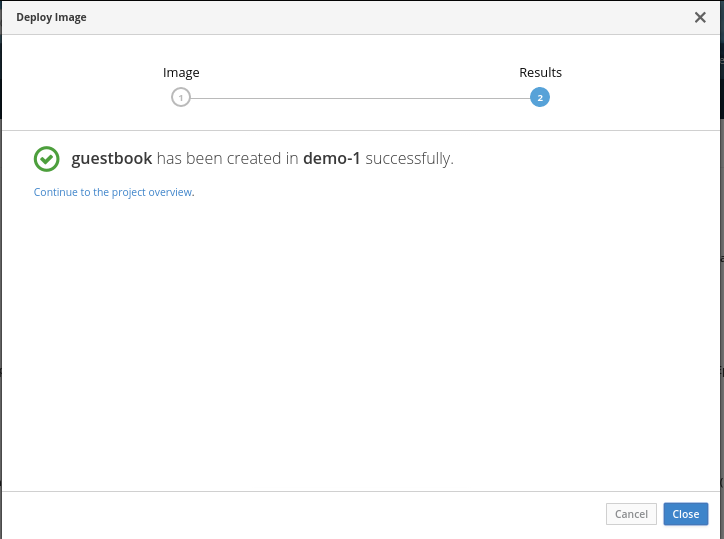 Deploy Image
Image
Results
1
2
guestbook has been created in demo-1 successfully.
Continue to the project overview.
Cancel
Close